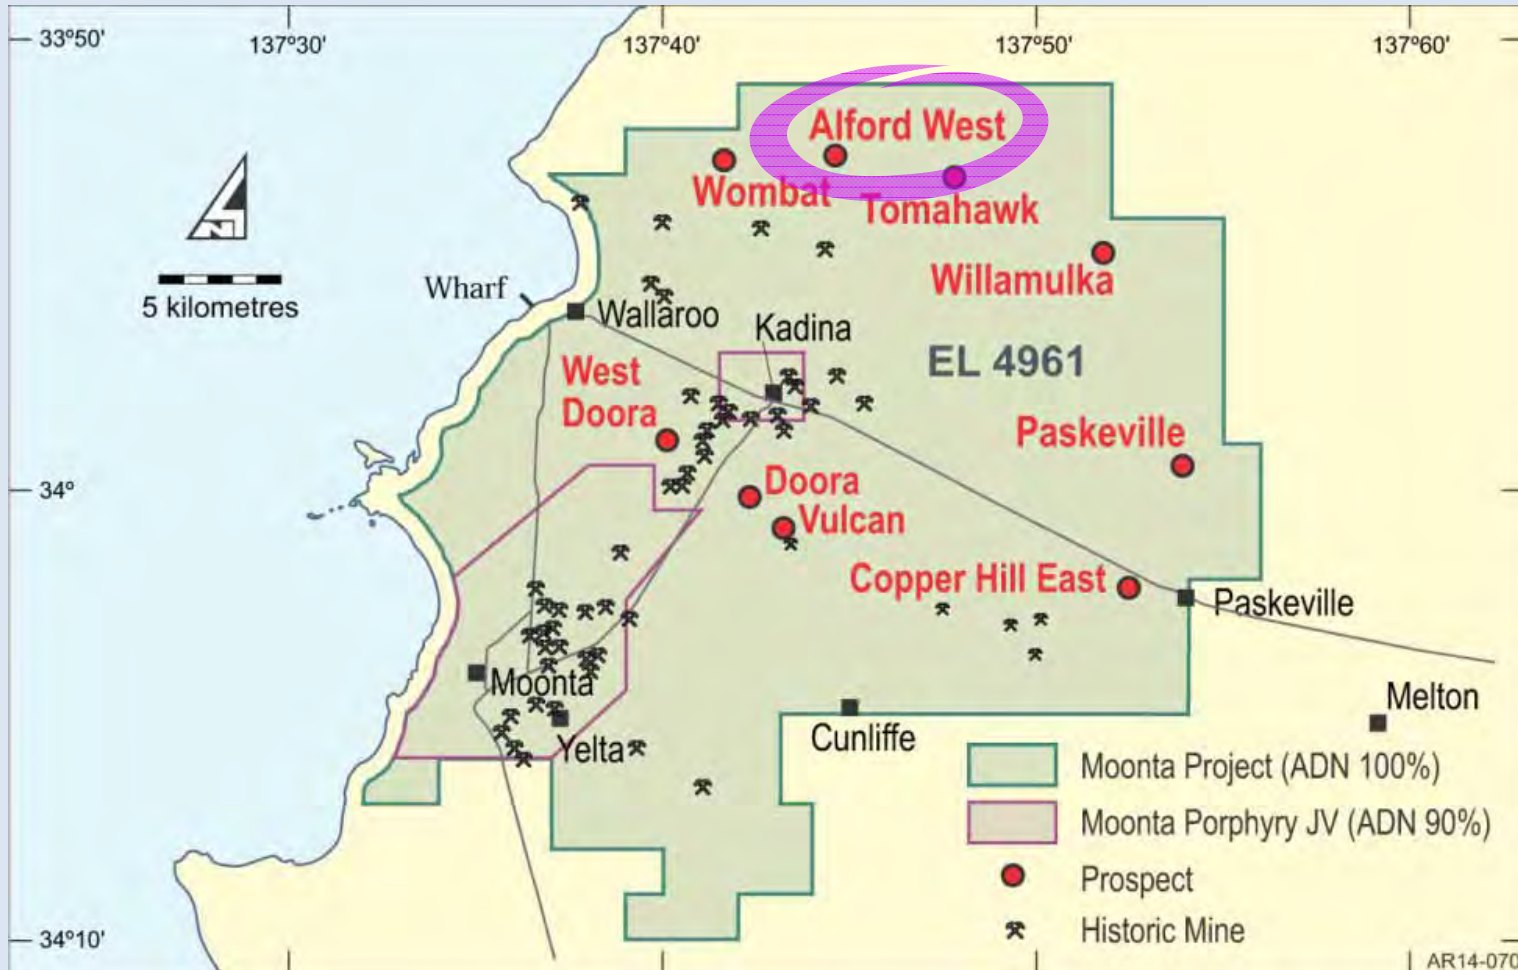 33°50'
137°30'
137°40'
137°50'
137°60'
Alford West
Wombat
Tomahawk
Willamulka
N
5 kilometres
Wharf
Wallaroo
Kadina
EL 4961
West
Doora
Paskeville
34°
Doora
Vulcan
Copper Hill East
Paskeville
Moonta
Melton
Yelta
Cunliffe
Moonta Project (ADN 100%)
Moonta Porphyry JV (ADN 90%)
Prospect
Historic Mine
34°10'
AR14-070